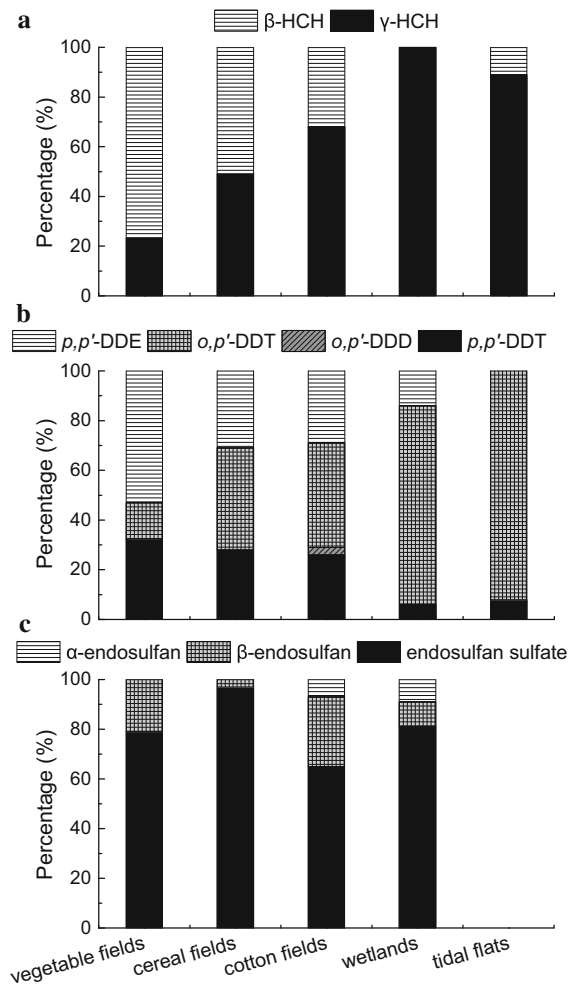 a
β-HCH γ-HCH
100
80
60
40
20
0
Percentage (%)
b
p,p'-DDE o,p'-DDT o,p'-DDD p,p'-DDT
100
80
60
40
20
0
Percentage (%)
c
α-endosulfan β-endosulfan endosulfan sulfate
100
80
60
40
20
0
Percentage (%)
vegetable fields cereal fields cotton fields wetlands tidal flats